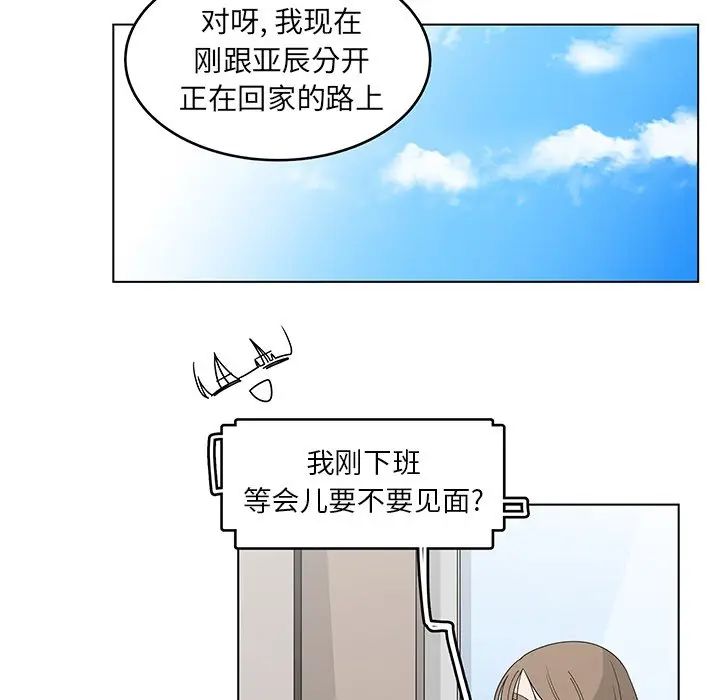 对呀, 我现在
刚跟亚辰分开
正在回家的路上
我刚下班
等会儿要不要见面?